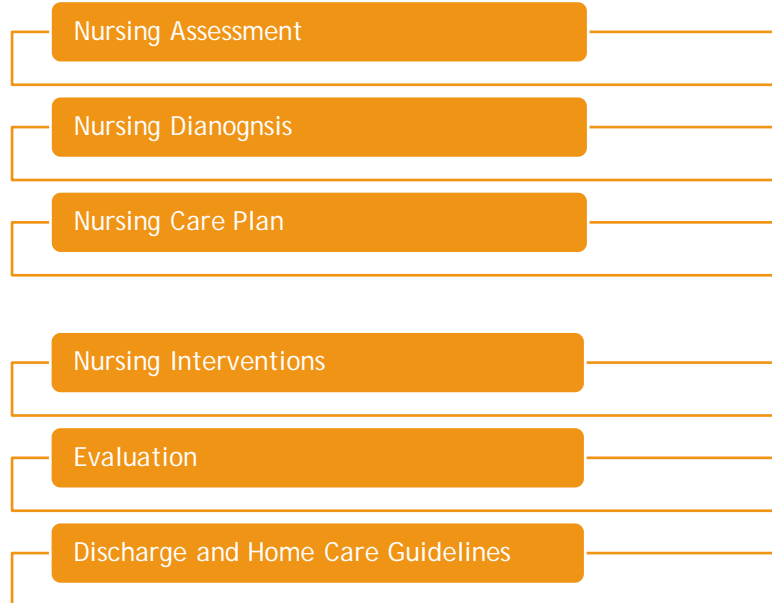 Nursing Assessment
Nursing Dianognsis
Nursing Care Plan
Nursing Interventions
Evaluation
Discharge and Home Care Guidelines